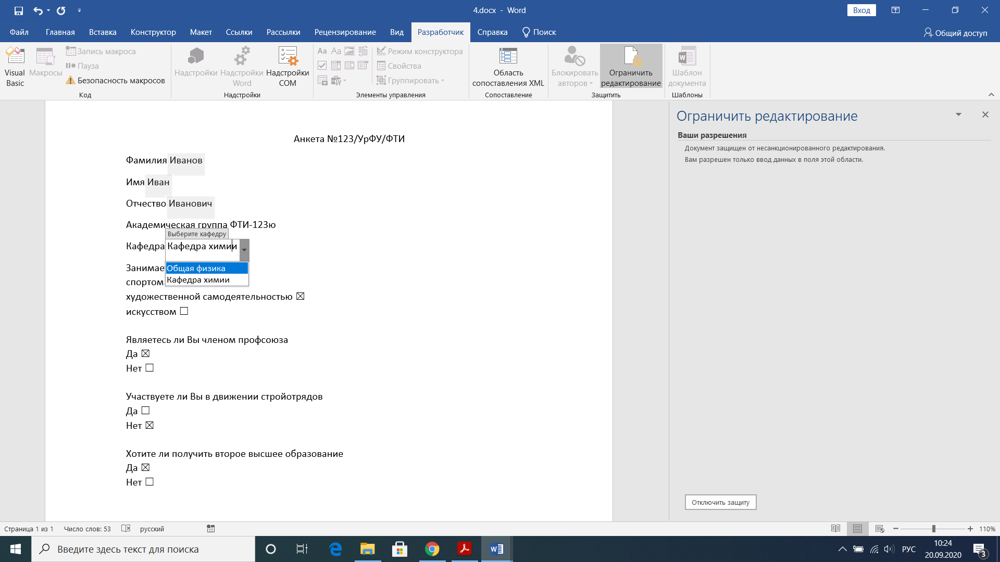 4.docx - Word
Вход
Файл Главная Вставка Конструктор Макет Ссылки Рассылки Рецензирование Вид Разработчик Справка Поиск Общий доступ
Visual Basic
Макросы
Запись макроса
Пауза
Безопасность макросов
Код
Надстройки
Надстройки Word
Надстройки COM
Надстройки
Aa Aa
Режим конструктора
Свойства
Группировать
Элементы управления
Область сопоставления XML
Сопоставление
Блокировать авторов
Ограничить редактирование
Защитить
Шаблон документа
Шаблоны
Анкета №123/УрФУ/ФТИ
Фамилия Иванов
Имя Иван
Отчество Иванович
Академическая группа ФТИ-123ю
Выберите кафедру
Кафедра Кафедра химии
Общая физика
Кафедра химии
Занимае
спортом
художественной самодеятельностью ☒
искусством ☐
Являетесь ли Вы членом профсоюза
Да ☒
Нет ☐
Участвуете ли Вы в движении стройотрядов
Да ☐
Нет ☒
Хотите ли получить второе высшее образование
Да ☒
Нет ☐
Ограничить редактирование
Ваши разрешения
Документ защищен от несанкционированного редактирования.
Вам разрешен только ввод данных в поля этой области.
Отключить защиту
Страница 1 из 1 Число слов: 53 русский
110%
Введите здесь текст для поиска
РУС
10:24
20.09.2020
3